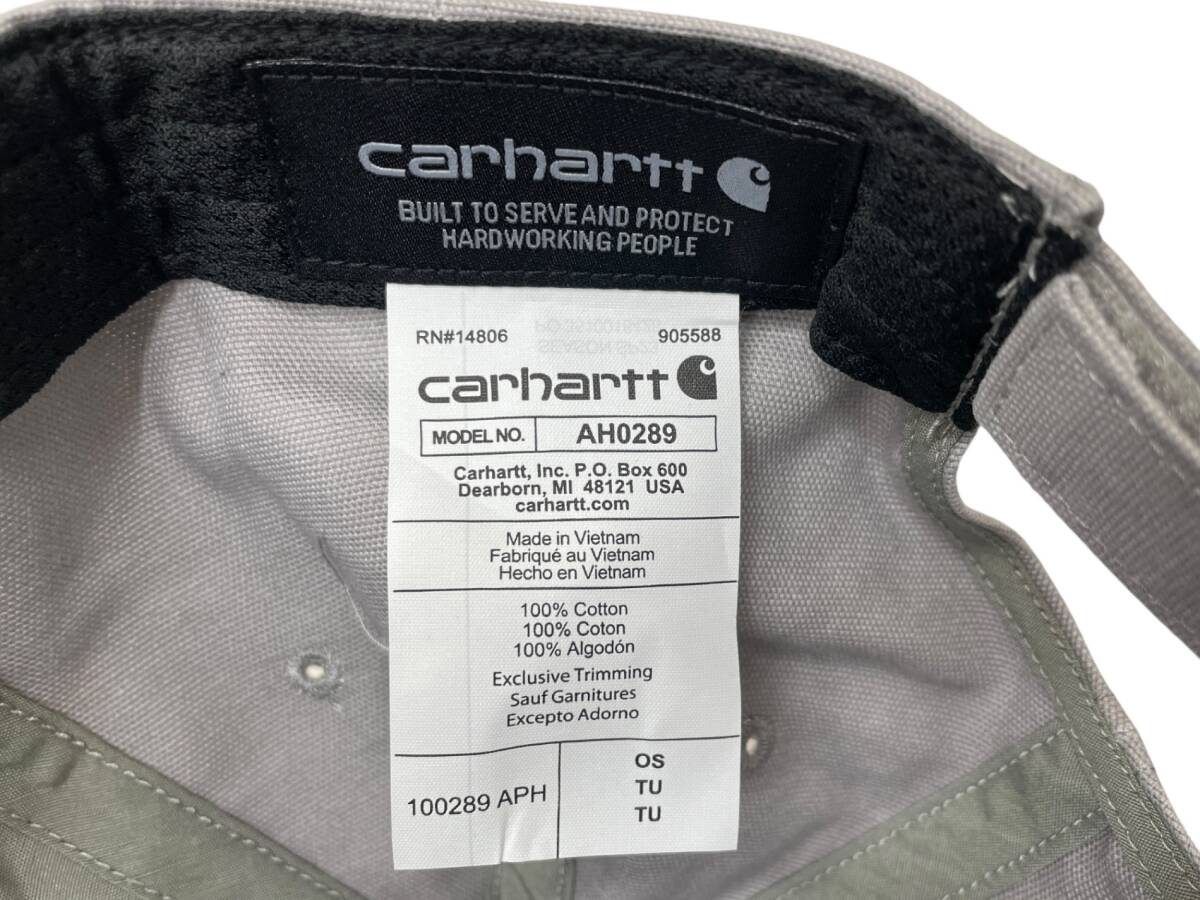 carhartt
BUILT TO SERVE AND PROTECT
HARDWORKING PEOPLE
RN#14806 905588
carhartt
MODEL NO. AH0289
Carhartt, Inc. P.O. Box 600
Dearborn, MI 48121 USA
carhartt.com
Made in Vietnam
Fabriqué au Vietnam
Hecho en Vietnam
100% Cotton
100% Coton
100% Algodón
Exclusive Trimming
Sauf Garnitures
Excepto Adorno
100289 APH
OS
TU
TU